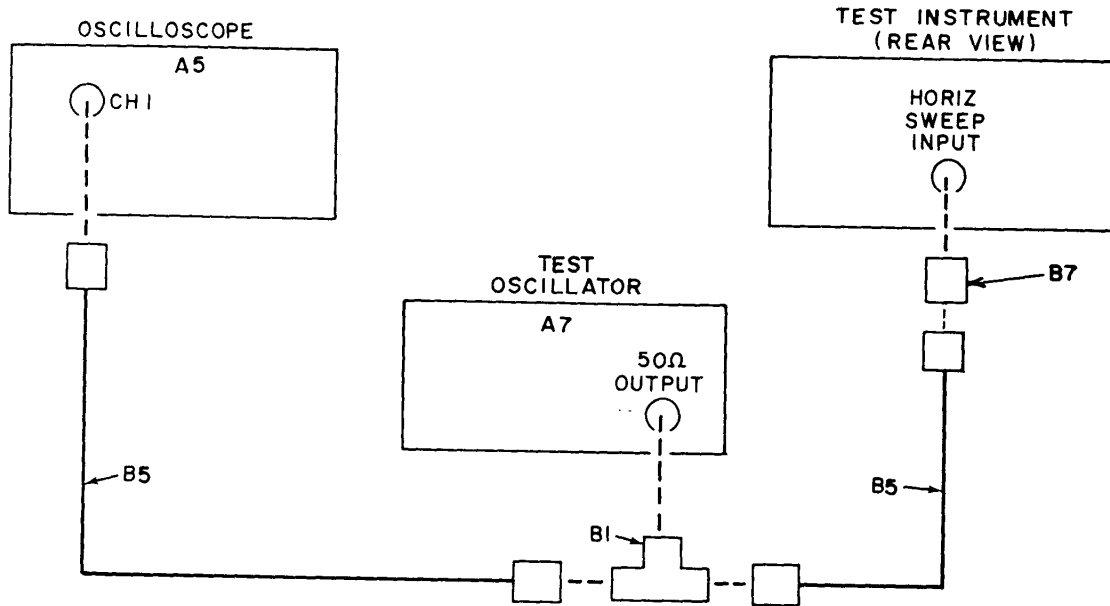 OSCILLOSCOPE
A5
CH1
TEST INSTRUMENT
(REAR VIEW)
HORIZ
SWEEP
INPUT
B7
TEST
OSCILLATOR
A7
50Ω
OUTPUT
B5
B5
B1